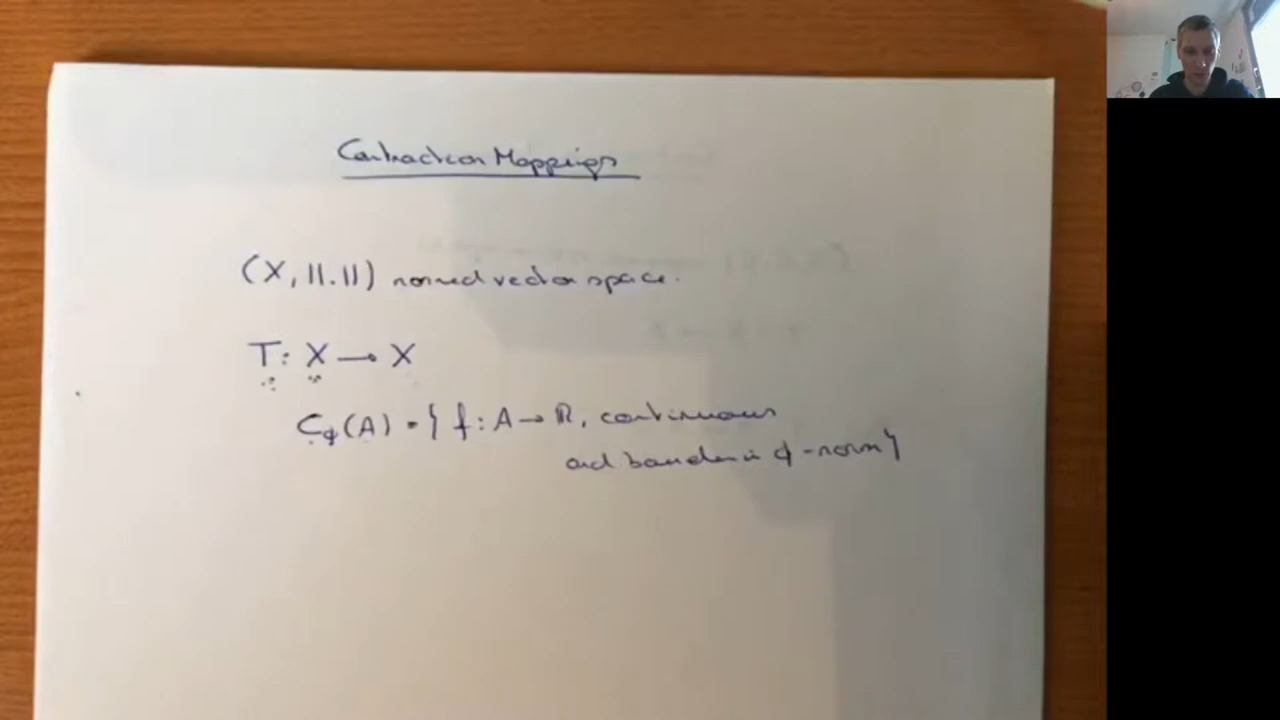 Contraction Mappings
(X, ||.||) normed vector space.
T: X → X
C_φ(A) = { f: A → ℝ, continuous
and bounded in φ-norm }